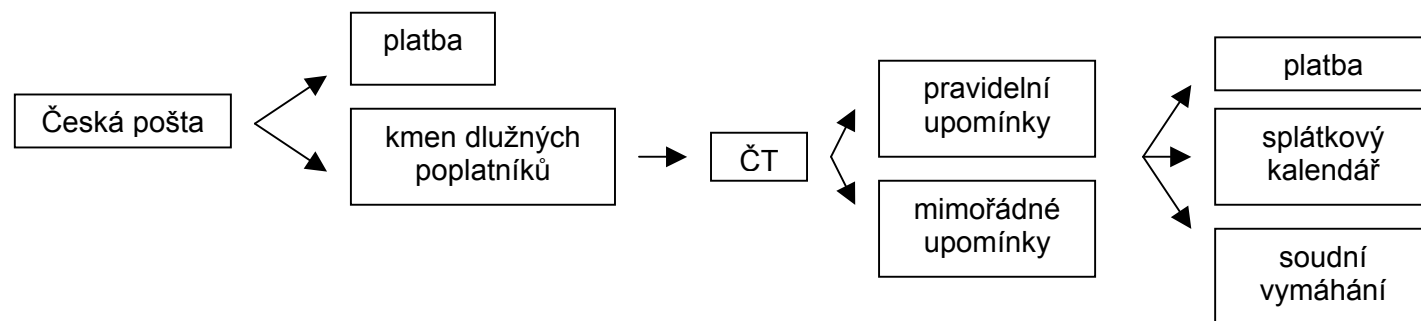 Česká pošta
platba
kmen dlužných
poplatníků
ČT
pravidelní
upomínky
mimořádné
upomínky
platba
splátkový
kalendář
soudní
vymáhání